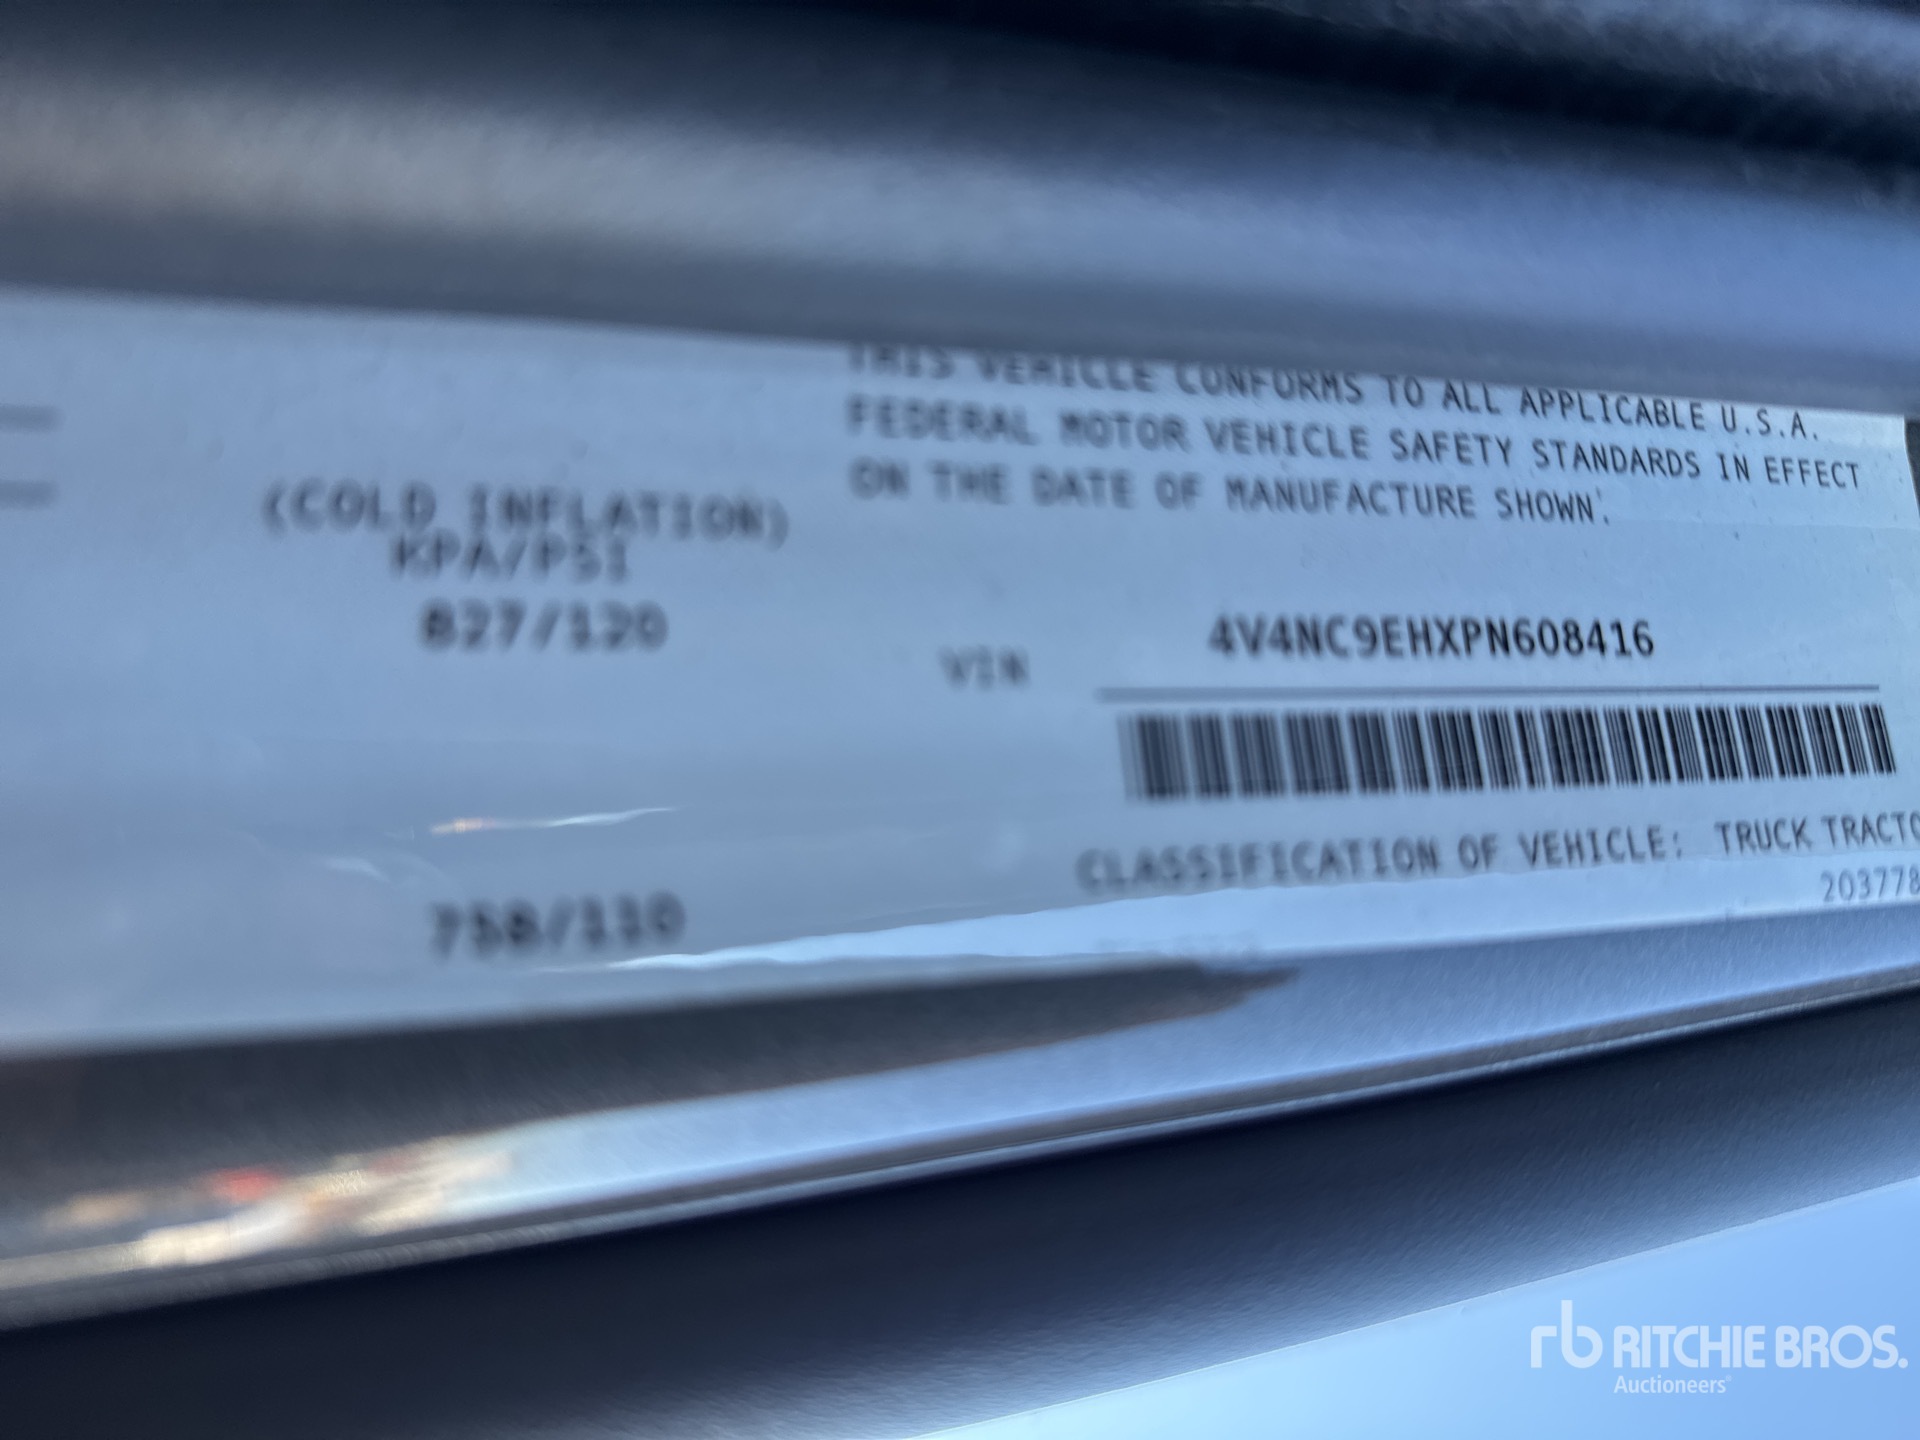 THIS VEHICLE CONFORMS TO ALL APPLICABLE U.S.A.
FEDERAL MOTOR VEHICLE SAFETY STANDARDS IN EFFECT
ON THE DATE OF MANUFACTURE SHOWN.
(COLD INFLATION)
KPA/PSI
827/120
VIN 4V4NC9EHXPN608416
CLASSIFICATION OF VEHICLE: TRUCK TRACTO
203778
758/110
rb RITCHIE BROS.
Auctioneers